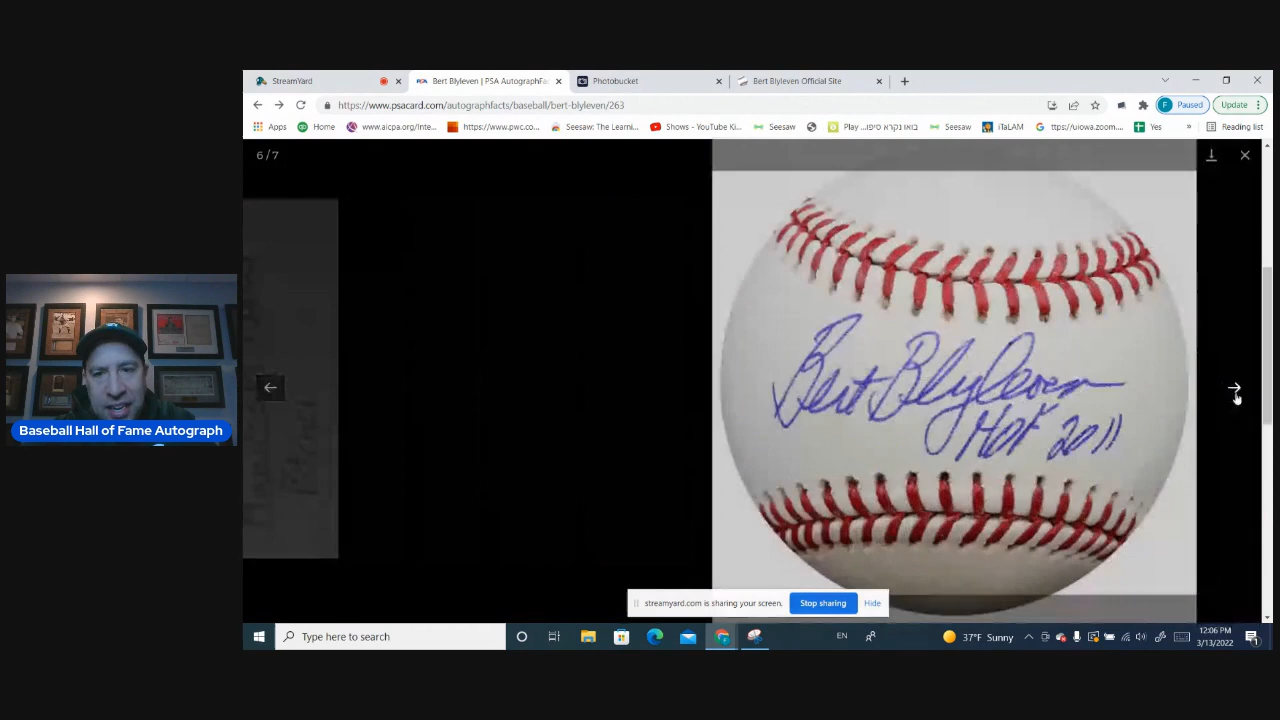 StreamYard
Bert Blyleven | PSA AutographFa
Photobucket
Bert Blyleven Official Site
https://www.psacard.com/autographfacts/baseball/bert-blyleven/263
F Paused
Update
Apps
Home
www.aicpa.org/Inte...
https://www.pwc.co...
Seesaw: The Learni...
Shows - YouTube Ki...
Seesaw
Play ...בואו נקרא סיפו
Seesaw
iTaLAM
ttps://uiowa.zoom....
Yes
»
Reading list
6 / 7
Bert Blyleven
HOF 2011
Baseball Hall of Fame Autograph
streamyard.com is sharing your screen.
Stop sharing
Hide
Type here to search
EN
37°F Sunny
12:06 PM
3/13/2022